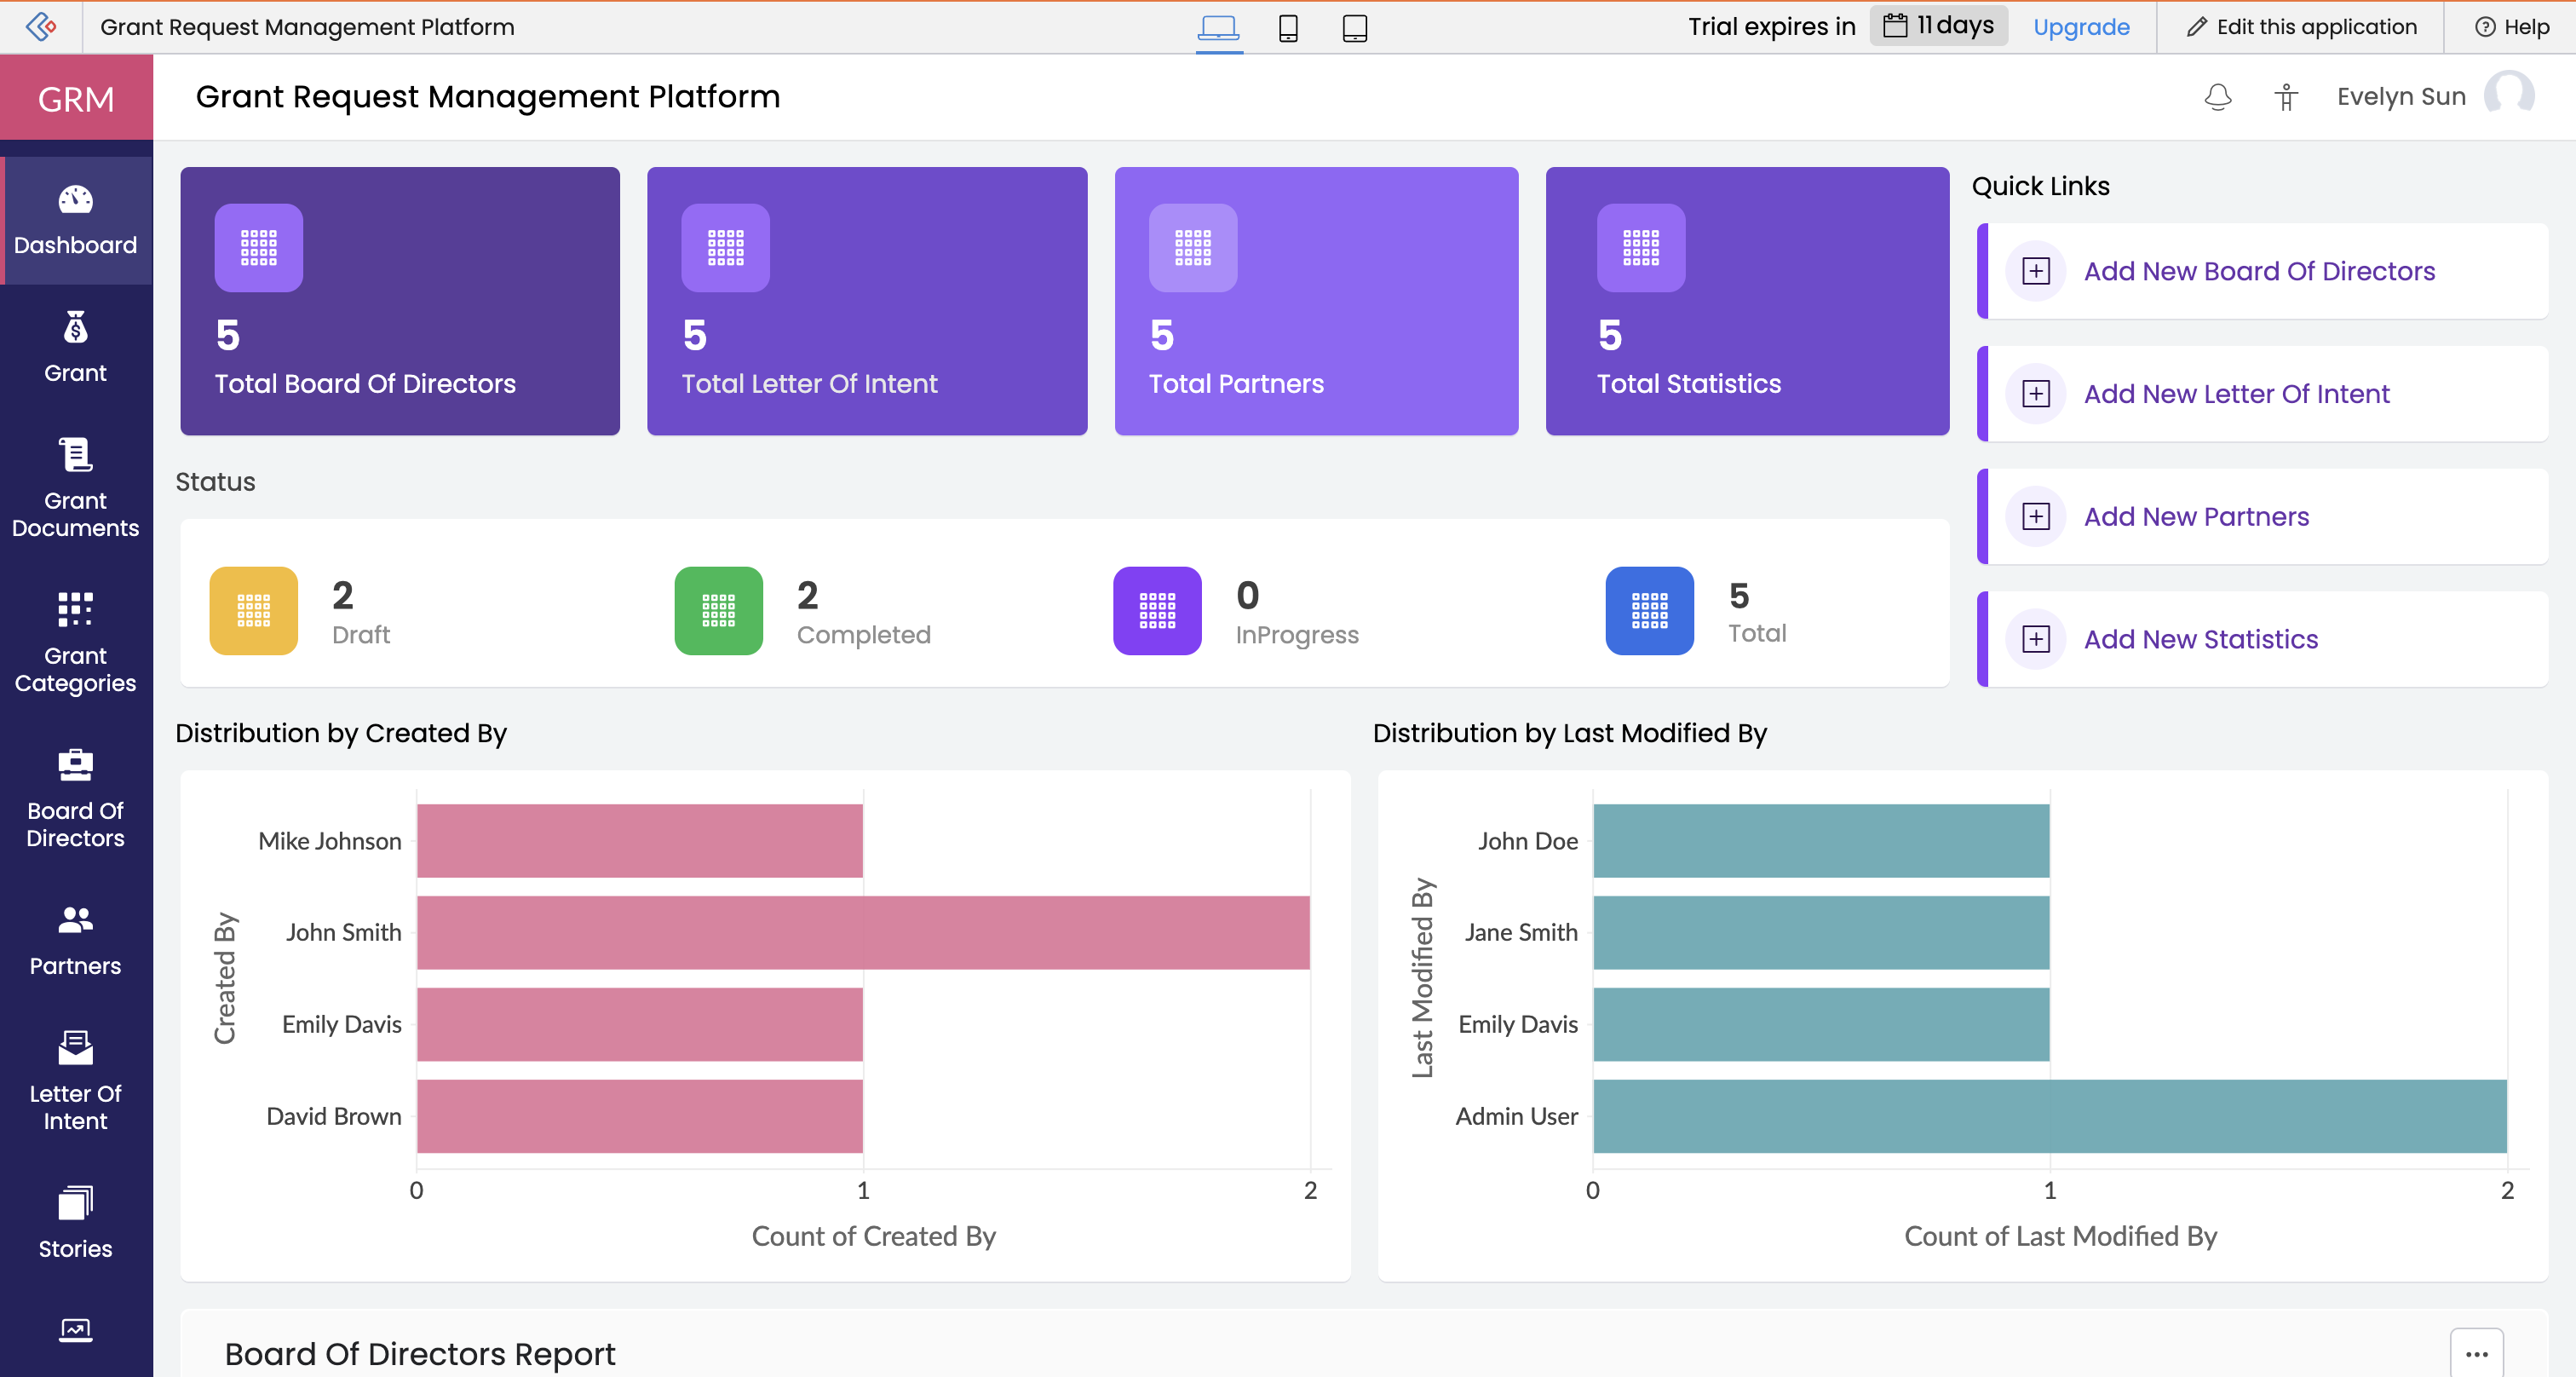 Grant Request Management Platform
Trial expires in 11 days Upgrade Edit this application Help
GRM
Grant Request Management Platform
Evelyn Sun
Dashboard
Grant
Grant
Documents
Grant
Categories
Board Of
Directors
Partners
Letter Of
Intent
Stories
5
Total Board Of Directors
5
Total Letter Of Intent
5
Total Partners
5
Total Statistics
Quick Links
Add New Board Of Directors
Add New Letter Of Intent
Add New Partners
Add New Statistics
Status
2
Draft
2
Completed
0
InProgress
5
Total
Distribution by Created By
Created By
Mike Johnson
John Smith
Emily Davis
David Brown
0 1 2
Count of Created By
Distribution by Last Modified By
Last Modified By
John Doe
Jane Smith
Emily Davis
Admin User
0 1 2
Count of Last Modified By
Board Of Directors Report